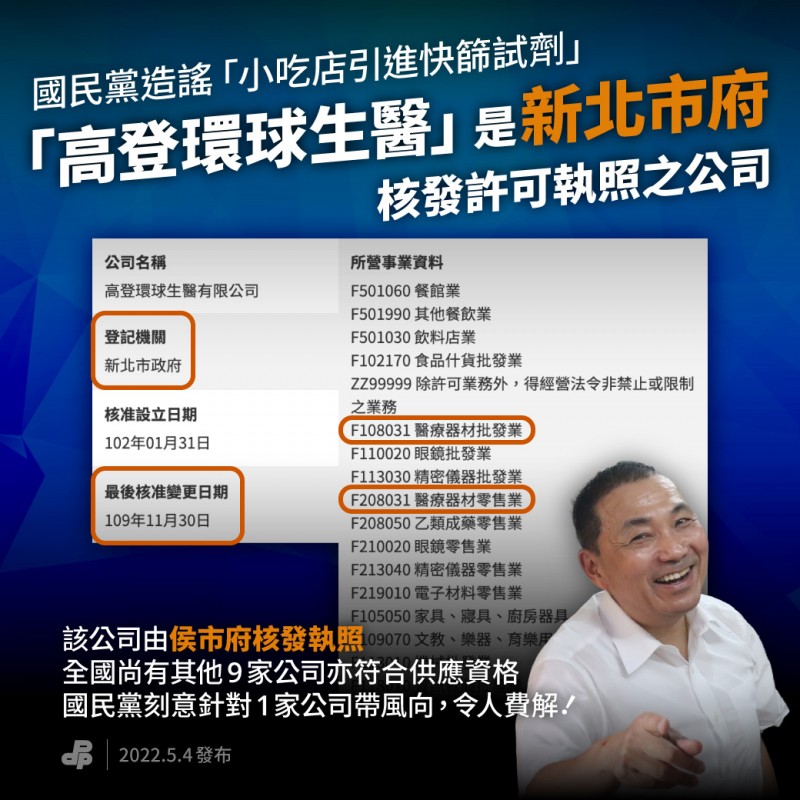 國民黨造謠「小吃店引進快篩試劑」
「高登環球生醫」是新北市府
核發許可執照之公司
公司名稱
高登環球生醫有限公司
登記機關
新北市政府
核准設立日期
102年01月31日
最後核准變更日期
109年11月30日
所營事業資料
F501060 餐館業
F501990 其他餐飲業
F501030 飲料店業
F102170 食品什貨批發業
ZZ99999 除許可業務外，得經營法令非禁止或限制
之業務
F108031 醫療器材批發業
F110020 眼鏡批發業
F113030 精密儀器批發業
F208031 醫療器材零售業
F208050 乙類成藥零售業
F210020 眼鏡零售業
F213040 精密儀器零售業
F219010 電子材料零售業
F105050 家具、寢具、廚房器具
109070 文教、樂器、育樂用
該公司由侯市府核發執照
全國尚有其他9家公司亦符合供應資格
國民黨刻意針對1家公司帶風向，令人費解！
DPP
2022.5.4 發布